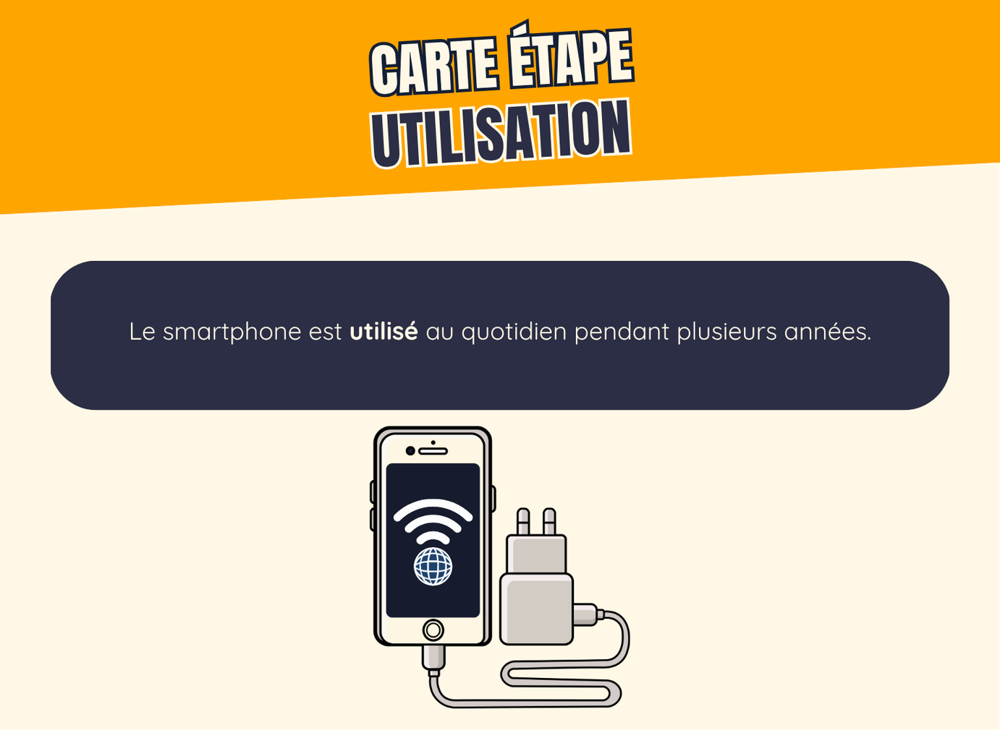 CARTE ÉTAPE
UTILISATION
Le smartphone est utilisé au quotidien pendant plusieurs années.